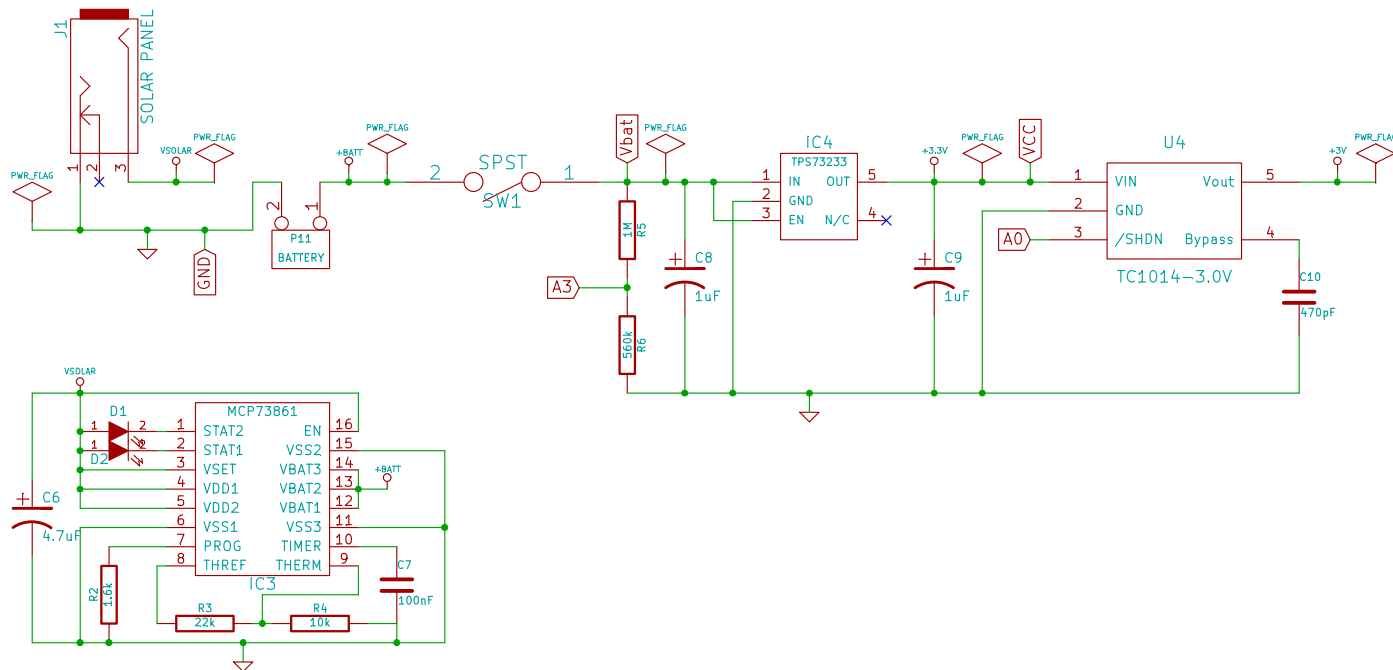 J1
SOLAR PANEL
1
2
3
PWR_FLAG
VSOLAR
PWR_FLAG
GND
2
1
P11
BATTERY
+BATT
PWR_FLAG
2
SPST
SW1
1
Vbat
PWR_FLAG
1M
R5
A3
560k
R6
C8
1uF
IC4
TPS73233
1 IN OUT 5
2 GND
3 EN N/C 4
+3.3V
PWR_FLAG
VCC
C9
1uF
A0
U4
1 VIN Vout 5
2 GND
3 /SHDN Bypass 4
TC1014-3.0V
+3V
PWR_FLAG
C10
470pF
VSOLAR
C6
4.7uF
D1
1 2
1 2
D2
MCP73861
1 STAT2 EN 16
2 STAT1 VSS2 15
3 VSET VBAT3 14
4 VDD1 VBAT2 13
5 VDD2 VBAT1 12
6 VSS1 VSS3 11
7 PROG TIMER 10
8 THREF THERM 9
IC3
+BATT
R2
1.6k
R3
22k
R4
10k
C7
100nF